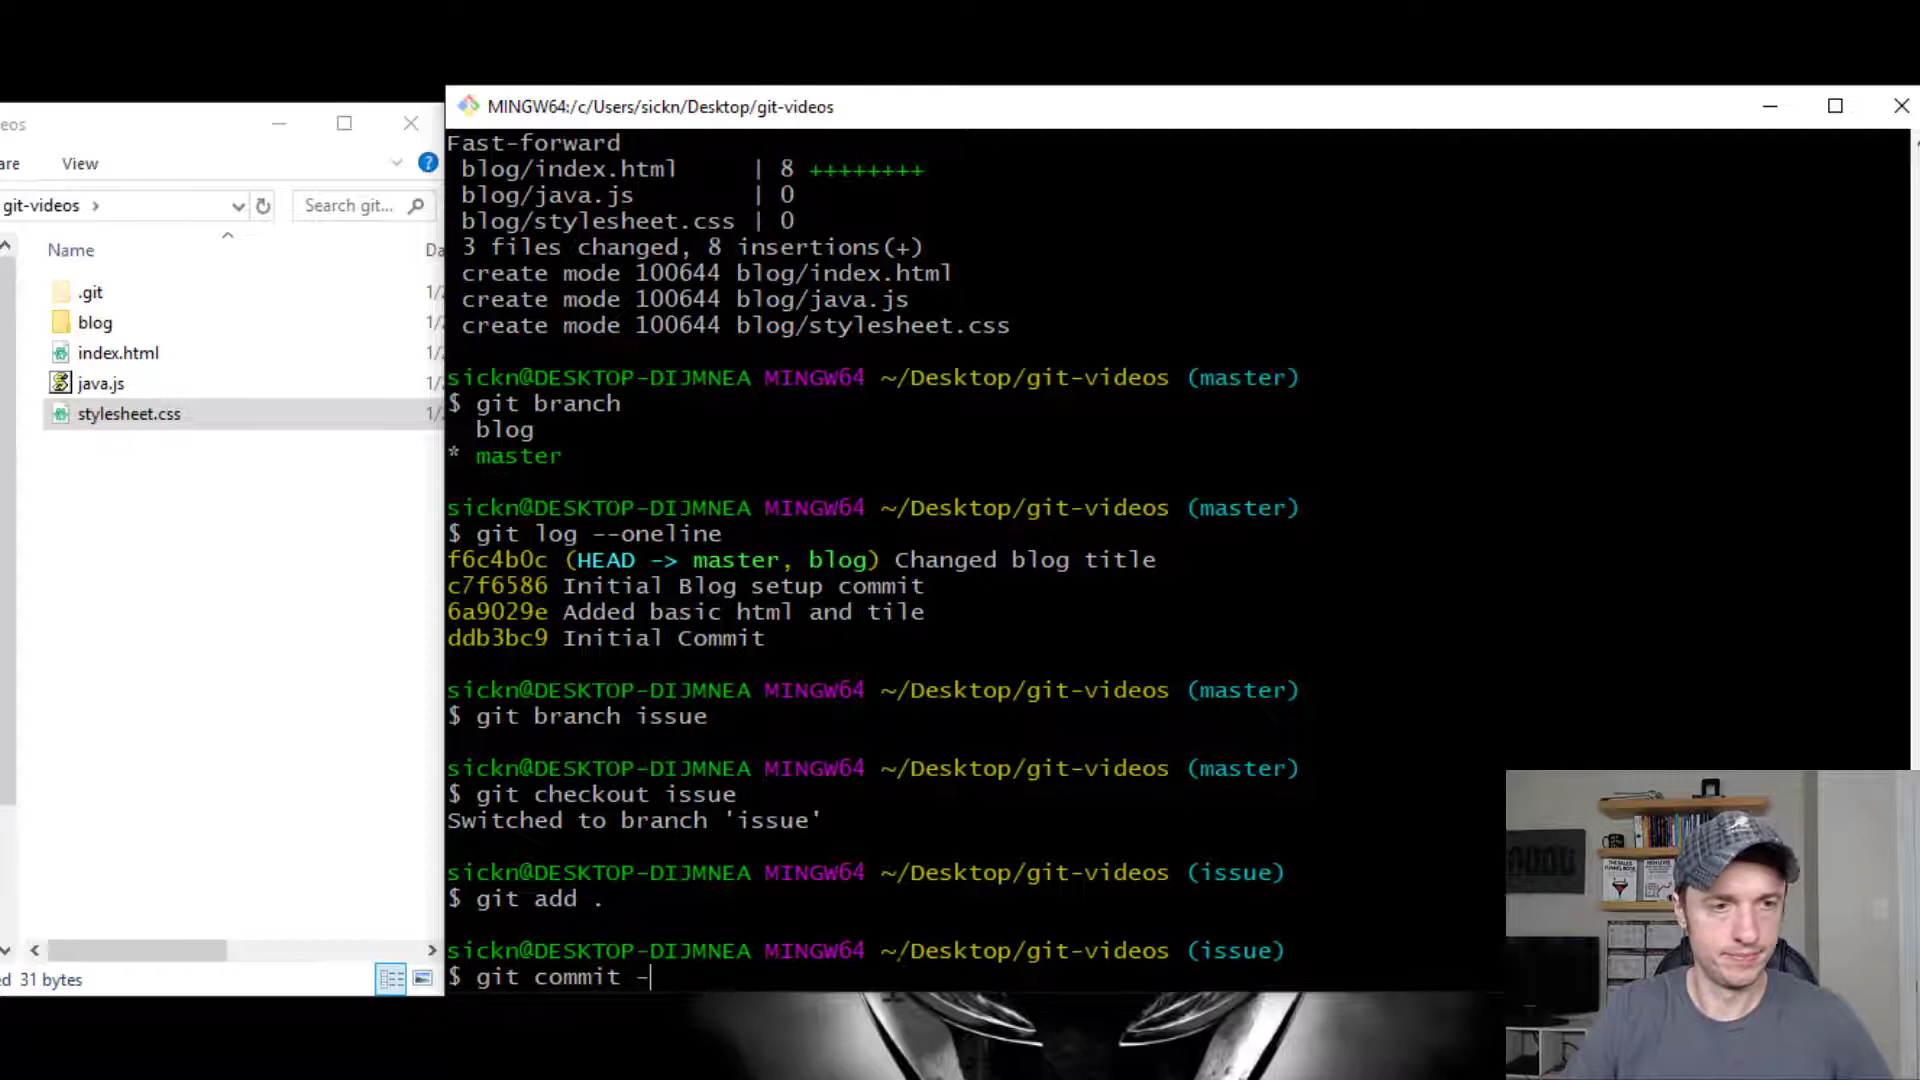 MINGW64:/c/Users/sickn/Desktop/git-videos
eos
are
View
git-videos
Search git...
Name
Da
.git
1/
blog
1/
index.html
1/
java.js
1/
stylesheet.css
1/
ed 31 bytes
Fast-forward
blog/index.html | 8 ++++++++
blog/java.js | 0
blog/stylesheet.css | 0
3 files changed, 8 insertions(+)
create mode 100644 blog/index.html
create mode 100644 blog/java.js
create mode 100644 blog/stylesheet.css
sickn@DESKTOP-DIJMNEA MINGW64 ~/Desktop/git-videos (master)
$ git branch
blog
* master
sickn@DESKTOP-DIJMNEA MINGW64 ~/Desktop/git-videos (master)
$ git log --oneline
f6c4b0c (HEAD -> master, blog) Changed blog title
c7f6586 Initial Blog setup commit
6a9029e Added basic html and tile
ddb3bc9 Initial Commit
sickn@DESKTOP-DIJMNEA MINGW64 ~/Desktop/git-videos (master)
$ git branch issue
sickn@DESKTOP-DIJMNEA MINGW64 ~/Desktop/git-videos (master)
$ git checkout issue
Switched to branch 'issue'
sickn@DESKTOP-DIJMNEA MINGW64 ~/Desktop/git-videos (issue)
$ git add .
sickn@DESKTOP-DIJMNEA MINGW64 ~/Desktop/git-videos (issue)
$ git commit -